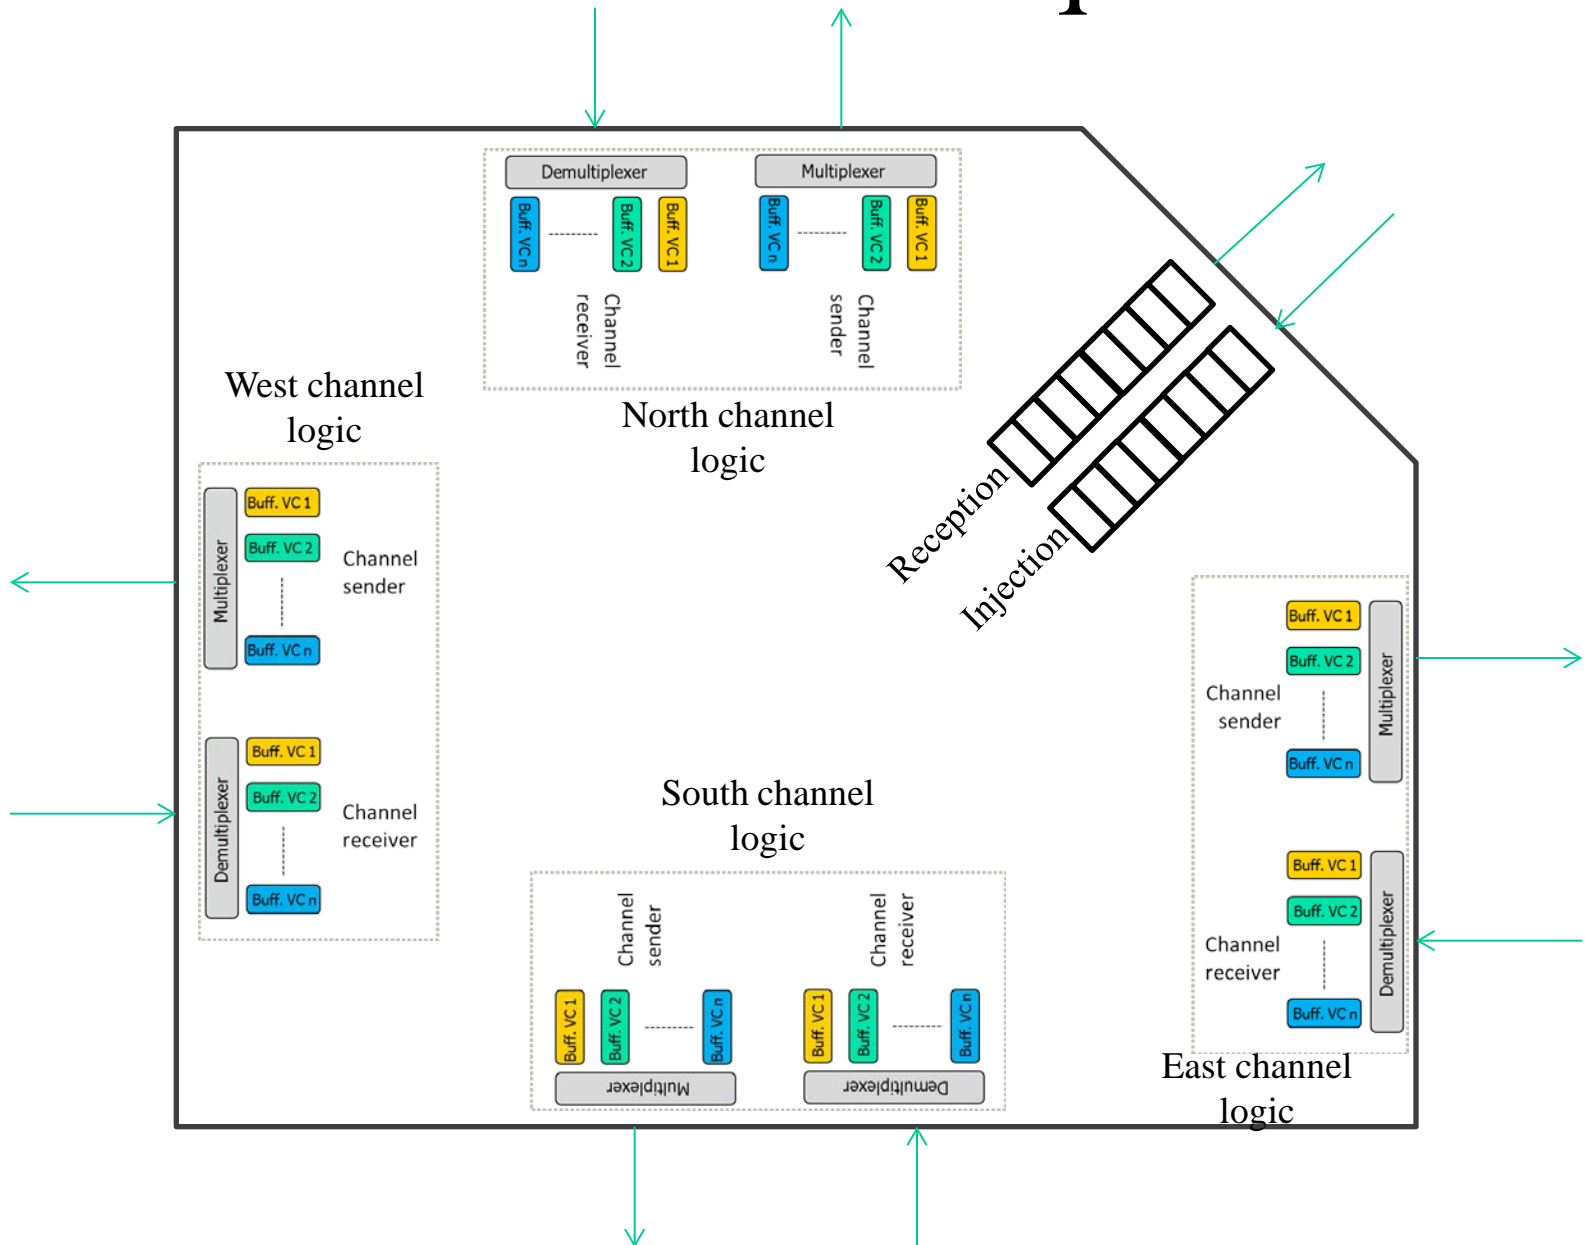 Demultiplexer
Multiplexer
Buff. VC n
Buff. VC 2
Buff. VC 1
Buff. VC n
Buff. VC 2
Buff. VC 1
Channel
receiver
Channel
sender
North channel
logic
West channel
logic
Multiplexer
Buff. VC 1
Buff. VC 2
Buff. VC n
Channel
sender
Demultiplexer
Buff. VC 1
Buff. VC 2
Buff. VC n
Channel
receiver
Reception
Injection
Buff. VC 1
Buff. VC 2
Buff. VC n
Channel
sender
Multiplexer
Buff. VC 1
Buff. VC 2
Buff. VC n
Channel
receiver
Demultiplexer
East channel
logic
South channel
logic
Channel
sender
Channel
receiver
Buff. VC 1
Buff. VC 2
Buff. VC n
Buff. VC 1
Buff. VC 2
Buff. VC n
Multiplexer
Demultiplexer